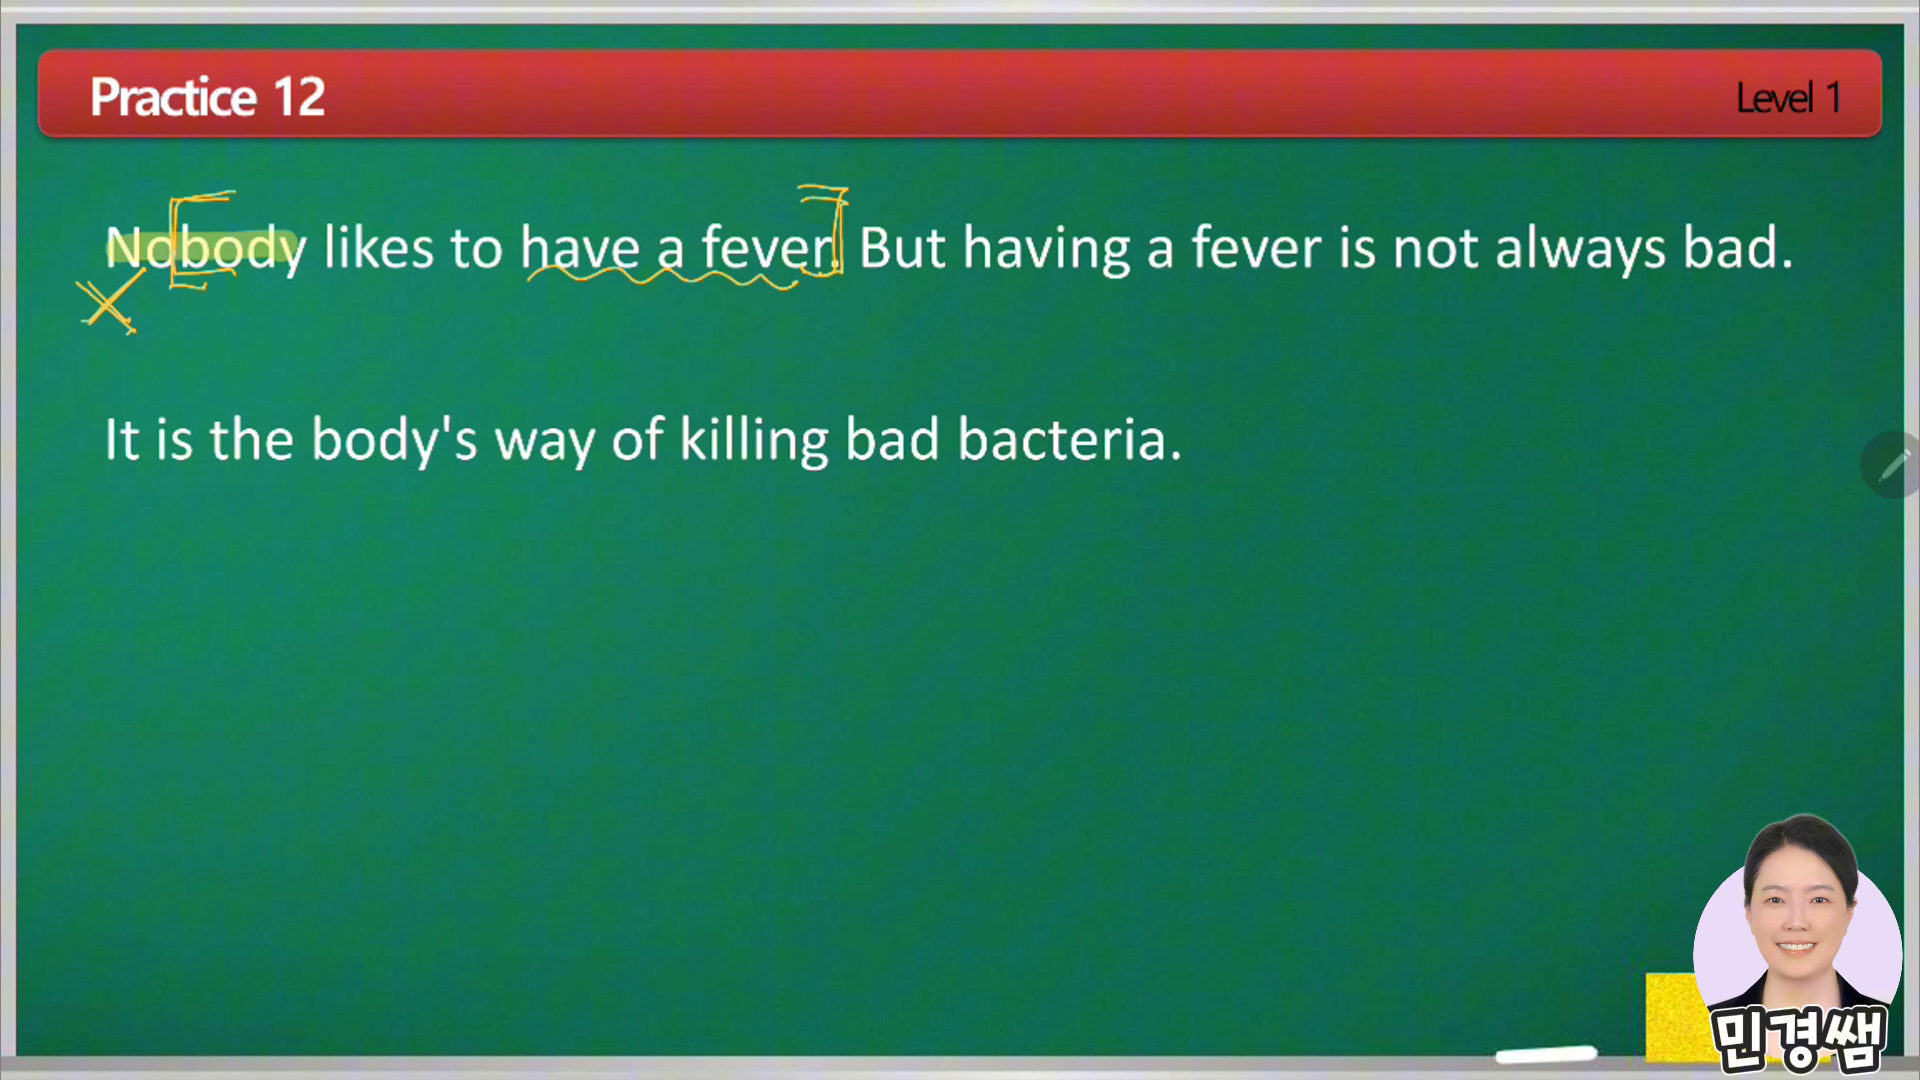 Practice 12
Level 1
Nobody likes to have a fever. But having a fever is not always bad.
It is the body's way of killing bad bacteria.
민경쌤